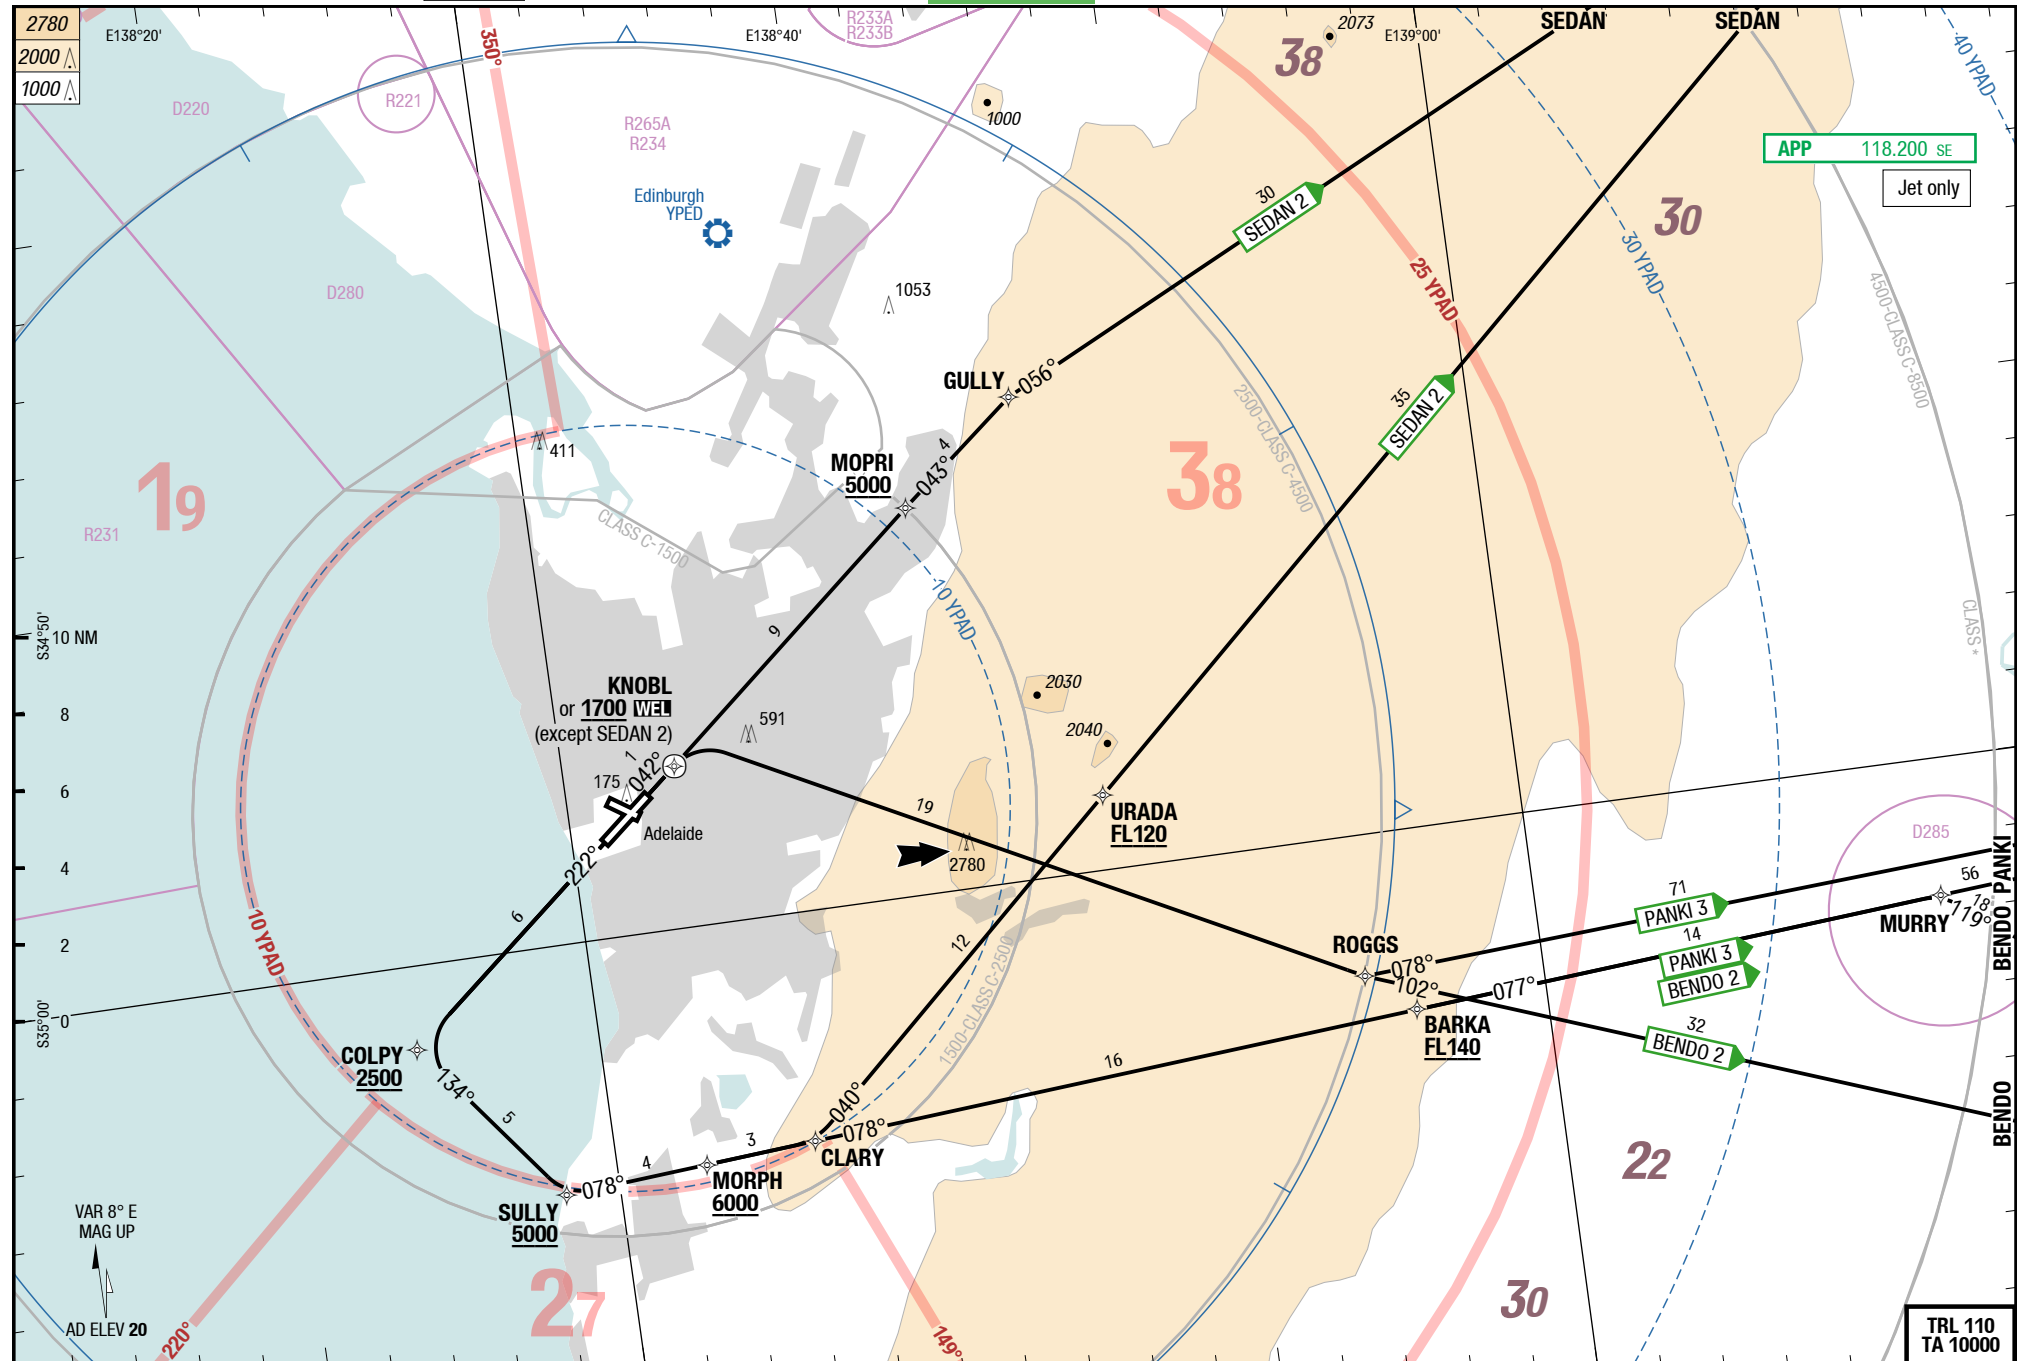 2780
2000
1000
E138°20'
350°
R233A
R233B
E138°40'
2073
E139°00'
38
SEDAN
SEDAN
40 YPAD
D220
R221
R265A
R234
1000
APP 118.200 SE
Jet only
Edinburgh
YPED
30
SEDAN 2
30
30 YPAD
D280
1053
25 YPAD
4500-CLASS C-8500
GULLY
056°
35
SEDAN 2
2500-CLASS C-4500
411
4
043°
MOPRI
5000
38
19
R231
CLASS C-1500
10 YPAD
CLASS*
S34°50'
10 NM
9
KNOBL
or 1700 WEL
(except SEDAN 2)
591
2030
2040
8
1
042°
175
6
Adelaide
19
URADA
FL120
D285
2780
222°
4
6
12
71
PANKI 3
56
PANKI
18
119°
MURRY
BENDO
14
PANKI 3
BENDO 2
2
10 YPAD
ROGGS
078°
102°
077°
1500-CLASS C-2500
S35°00'
0
BARKA
FL140
32
BENDO 2
COLPY
2500
134°
5
16
040°
078°
CLARY
BENDO
3
4
078°
MORPH
6000
SULLY
5000
22
VAR 8° E
MAG UP
27
30
AD ELEV 20
220°
149°
TRL 110
TA 10000